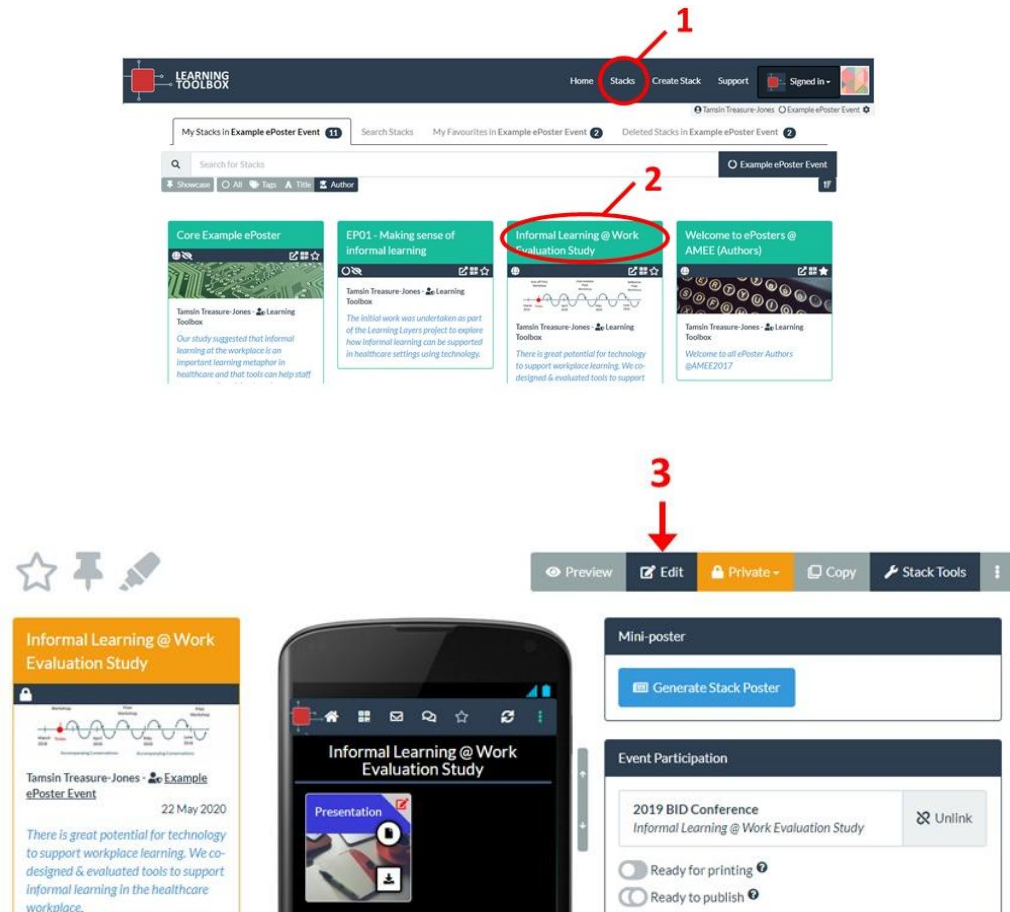 1
LEARNING
TOOLBOX
Home Stacks Create Stack Support Signed in
Tamsin Treasure-Jones Example ePoster Event
My Stacks in Example ePoster Event 11 Search Stacks My Favourites in Example ePoster Event 2 Deleted Stacks in Example ePoster Event 2
Search for Stacks Example ePoster Event
2
Showcase All Tags A Title Author
Core Example ePoster
Tamsin Treasure-Jones - Learning
Toolbox
Our study suggested that informal
learning at the workplace is an
important learning metaphor in
healthcare and that tools can help staff
EP01 - Making sense of
informal learning
Tamsin Treasure-Jones - Learning
Toolbox
The initial work was undertaken as part
of the Learning Layers project to explore
how informal learning can be supported
in healthcare settings using technology.
Informal Learning @ Work
Evaluation Study
Tamsin Treasure-Jones - Learning
Toolbox
There is great potential for technology
to support workplace learning. We co-
designed & evaluated tools to support
Welcome to ePosters @
AMEE (Authors)
Tamsin Treasure-Jones - Learning
Toolbox
Welcome to all ePoster Authors
@AMEE2017
3
Preview Edit Private Copy Stack Tools
Informal Learning @ Work
Evaluation Study
Tamsin Treasure-Jones - Example
ePoster Event
22 May 2020
There is great potential for technology
to support workplace learning. We co-
designed & evaluated tools to support
informal learning in the healthcare
workplace.
Informal Learning @ Work
Evaluation Study
Presentation
Mini-poster
Generate Stack Poster
Event Participation
2019 BID Conference
Informal Learning @ Work Evaluation Study
Unlink
Ready for printing
Ready to publish